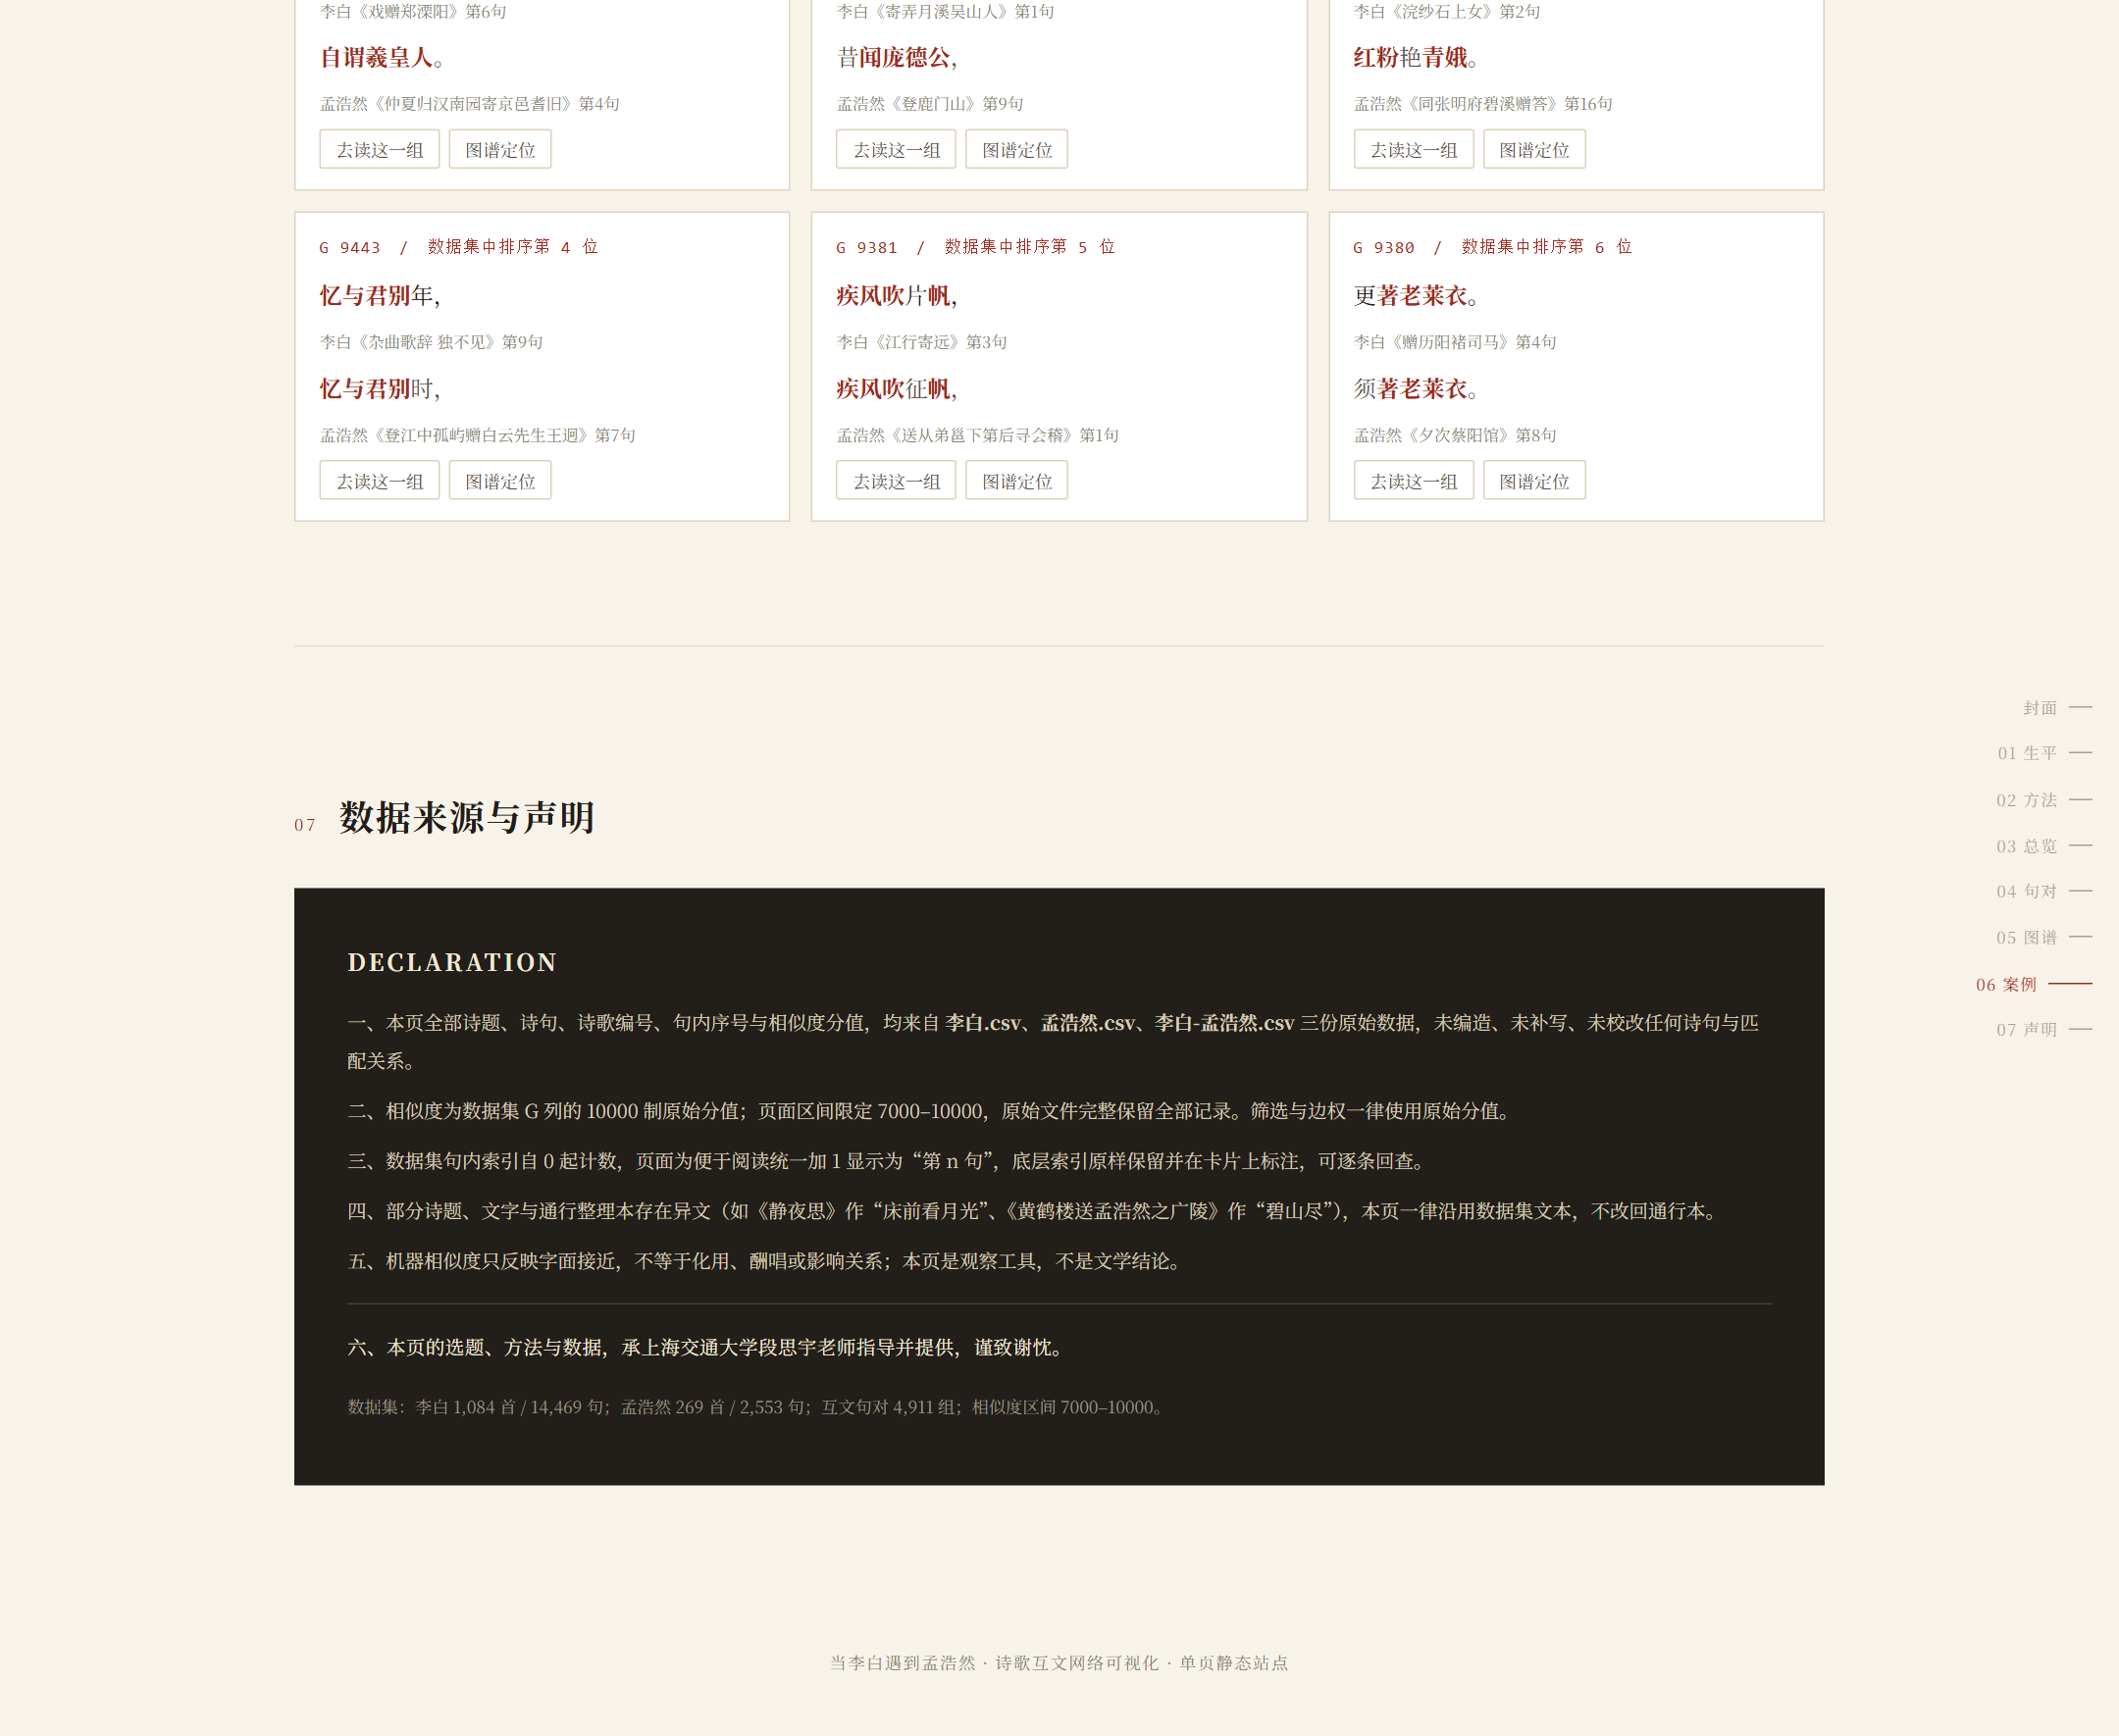 李白《戏赠郑溧阳》第6句
自谓羲皇人。
孟浩然《仲夏归汉南园寄京邑耆旧》第4句
去读这一组
图谱定位
李白《寄弄月溪吴山人》第1句
昔闻庞德公，
孟浩然《登鹿门山》第9句
去读这一组
图谱定位
李白《浣纱石上女》第2句
红粉艳青娥。
孟浩然《同张明府碧溪赠答》第16句
去读这一组
图谱定位
G 9443 / 数据集中排序第 4 位
忆与君别年，
李白《杂曲歌辞 独不见》第9句
忆与君别时，
孟浩然《登江中孤屿赠白云先生王迥》第7句
去读这一组
图谱定位
G 9381 / 数据集中排序第 5 位
疾风吹片帆，
李白《江行寄远》第3句
疾风吹征帆，
孟浩然《送从弟邕下第后寻会稽》第1句
去读这一组
图谱定位
G 9380 / 数据集中排序第 6 位
更著老莱衣。
李白《赠历阳褚司马》第4句
须著老莱衣。
孟浩然《夕次蔡阳馆》第8句
去读这一组
图谱定位
封面
01 生平
02 方法
03 总览
04 句对
05 图谱
06 案例
07 声明
07 数据来源与声明
DECLARATION
一、本页全部诗题、诗句、诗歌编号、句内序号与相似度分值，均来自 李白.csv、孟浩然.csv、李白-孟浩然.csv 三份原始数据，未编造、未补写、未校改任何诗句与匹
配关系。
二、相似度为数据集 G 列的 10000 制原始分值；页面区间限定 7000–10000，原始文件完整保留全部记录。筛选与边权一律使用原始分值。
三、数据集句内索引自 0 起计数，页面为便于阅读统一加 1 显示为“第 n 句”，底层索引原样保留并在卡片上标注，可逐条回查。
四、部分诗题、文字与通行整理本存在异文（如《静夜思》作“床前看月光”、《黄鹤楼送孟浩然之广陵》作“碧山尽”），本页一律沿用数据集文本，不改回通行本。
五、机器相似度只反映字面接近，不等于化用、酬唱或影响关系；本页是观察工具，不是文学结论。
六、本页的选题、方法与数据，承上海交通大学段思宇老师指导并提供，谨致谢忱。
数据集：李白 1,084 首 / 14,469 句；孟浩然 269 首 / 2,553 句；互文句对 4,911 组；相似度区间 7000–10000。
当李白遇到孟浩然 · 诗歌互文网络可视化 · 单页静态站点